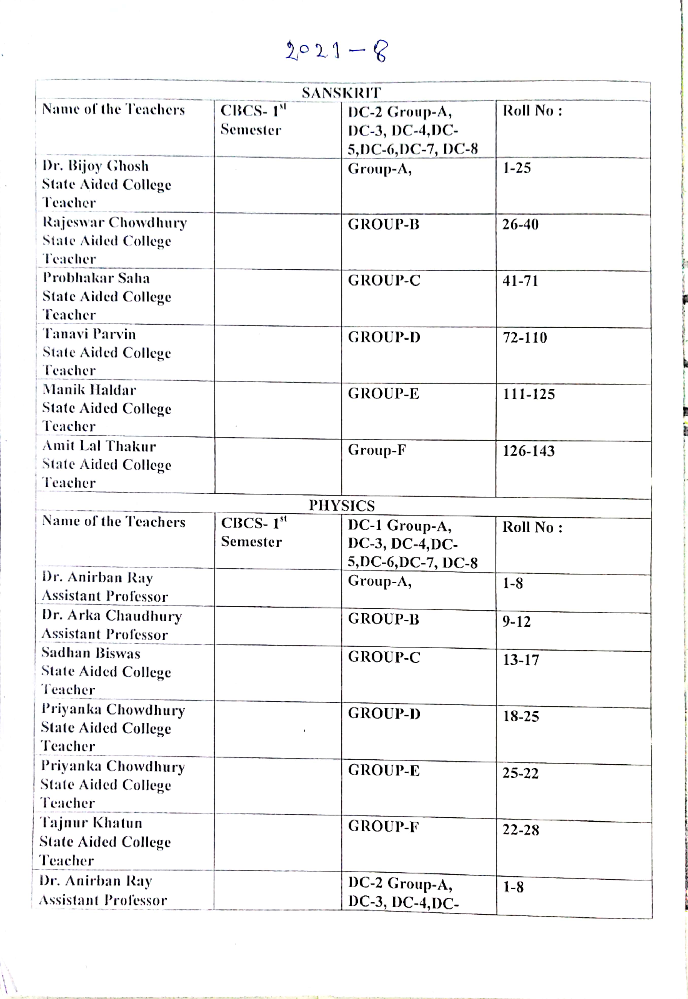 2021 - 8
SANSKRIT
Name of the Teachers
CBCS- 1st
Semester
DC-2 Group-A,
DC-3, DC-4,DC-
5,DC-6,DC-7, DC-8
Roll No :
Dr. Bijoy Ghosh
State Aided College
Teacher
Group-A,
1-25
Rajeswar Chowdhury
State Aided College
Teacher
GROUP-B
26-40
Probhakar Saha
State Aided College
Teacher
GROUP-C
41-71
Tanavi Parvin
State Aided College
Teacher
GROUP-D
72-110
Manik Haldar
State Aided College
Teacher
GROUP-E
111-125
Amit Lal Thakur
State Aided College
Teacher
Group-F
126-143
PHYSICS
Name of the Teachers
CBCS- 1st
Semester
DC-1 Group-A,
DC-3, DC-4,DC-
5,DC-6,DC-7, DC-8
Roll No :
Dr. Anirban Ray
Assistant Professor
Group-A,
1-8
Dr. Arka Chaudhury
Assistant Professor
GROUP-B
9-12
Sadhan Biswas
State Aided College
Teacher
GROUP-C
13-17
Priyanka Chowdhury
State Aided College
Teacher
GROUP-D
18-25
Priyanka Chowdhury
State Aided College
Teacher
GROUP-E
25-22
Tajnur Khatun
State Aided College
Teacher
GROUP-F
22-28
Dr. Anirban Ray
Assistant Professor
DC-2 Group-A,
DC-3, DC-4,DC-
1-8